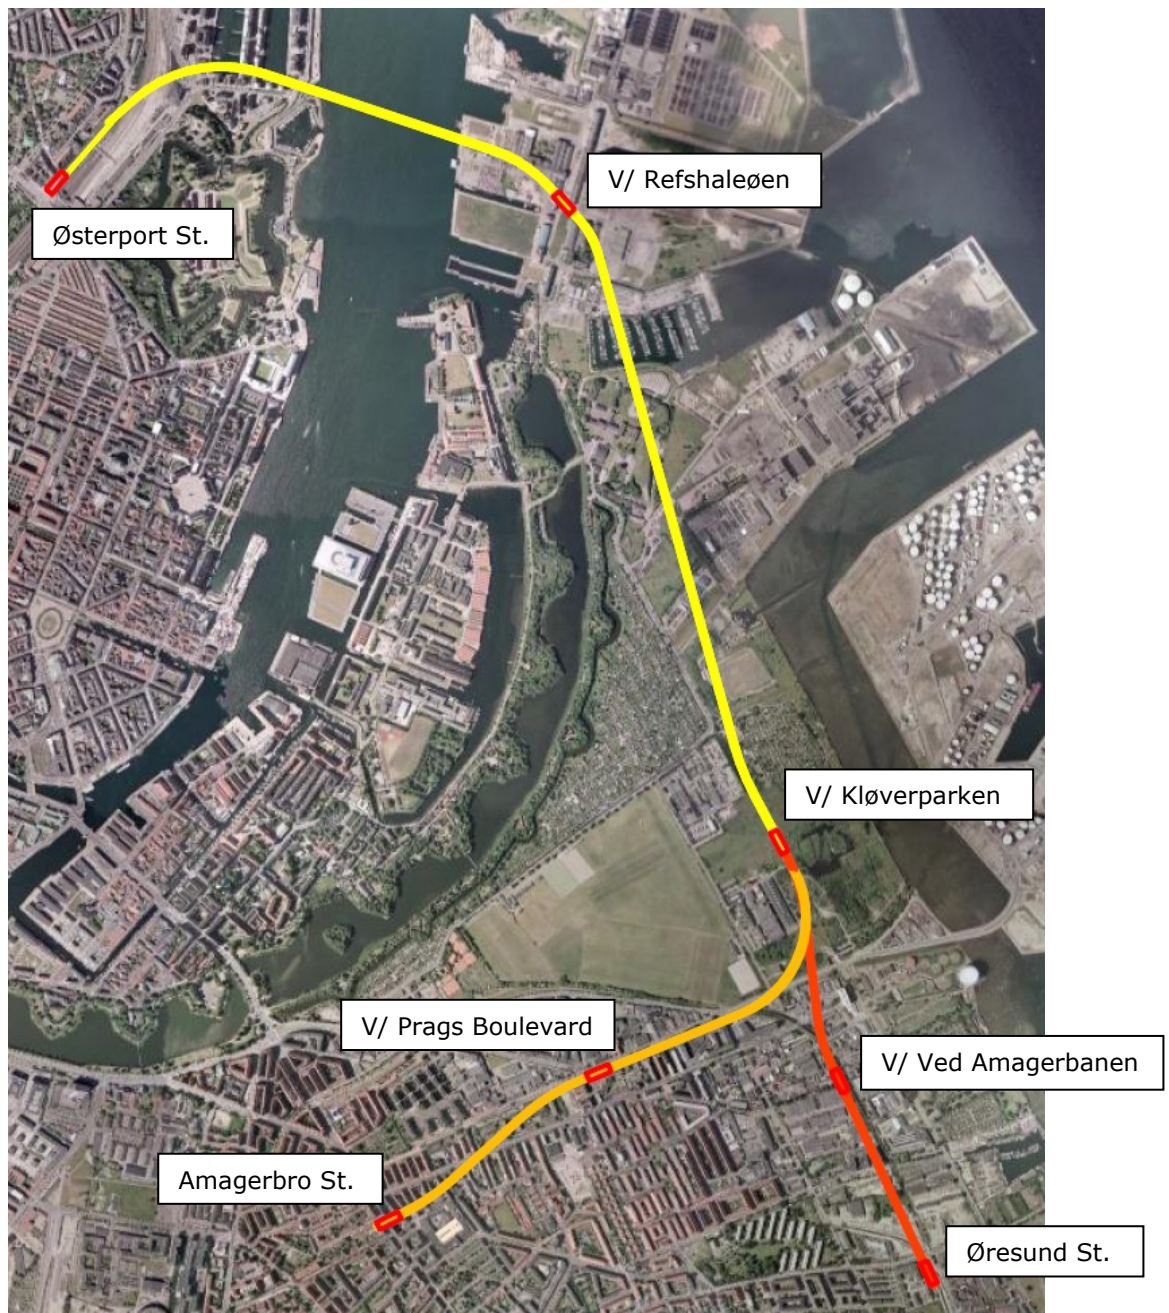 V/ Refshaleøen
Østerport St.
V/ Kløverparken
V/ Prags Boulevard
V/ Ved Amagerbanen
Amagerbro St.
Øresund St.